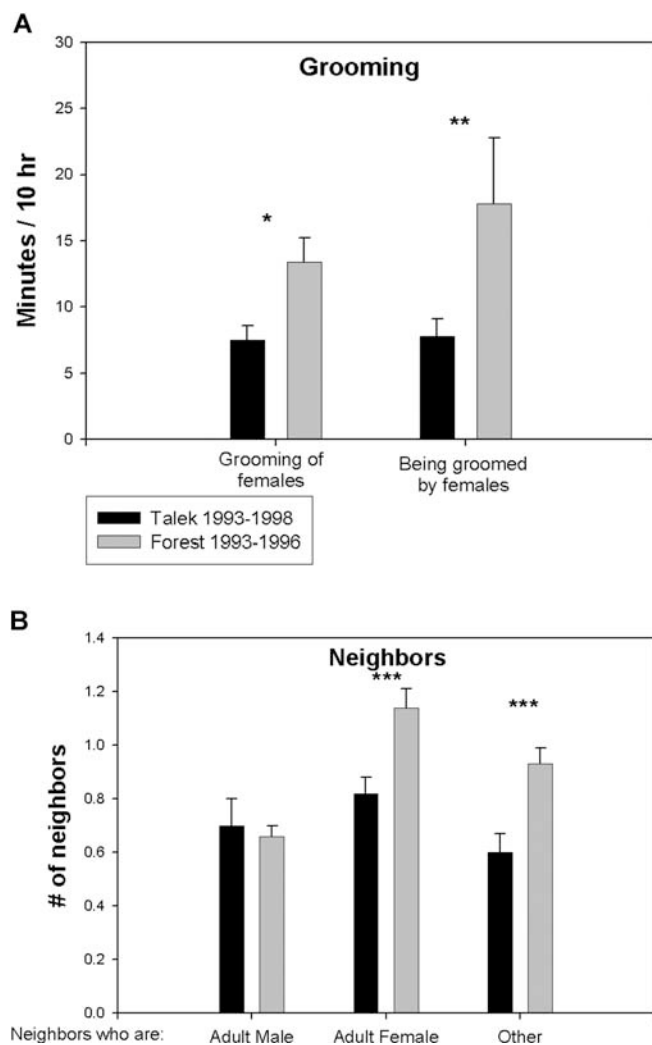 A
Grooming
30
25
20
15
10
5
0
Minutes / 10 hr
*
**
Grooming of
females
Being groomed
by females
Talek 1993-1998
Forest 1993-1996
B
Neighbors
1.4
1.2
1.0
0.8
0.6
0.4
0.2
0.0
# of neighbors
***
***
Neighbors who are: Adult Male Adult Female Other